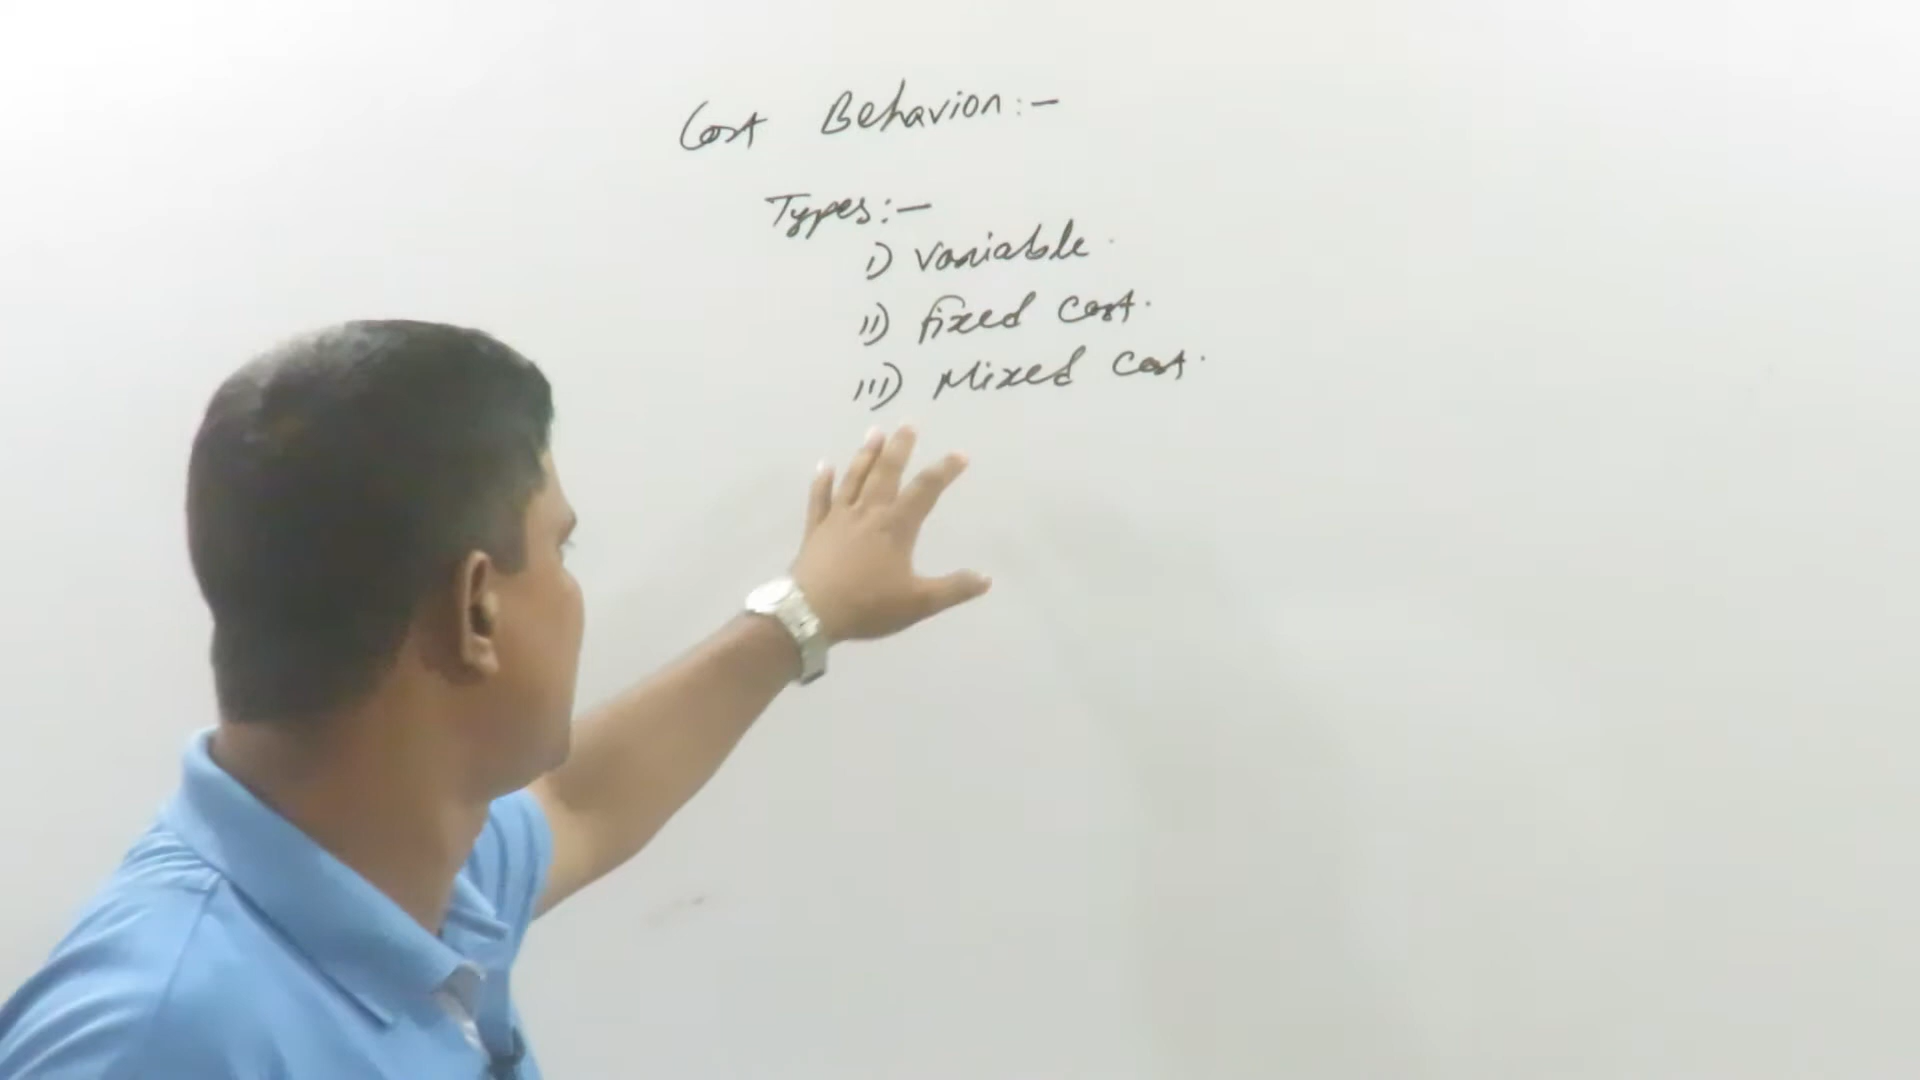 Cost Behavior:-
Types:-
i) Variable.
ii) fixed cost.
iii) Mixed cost.